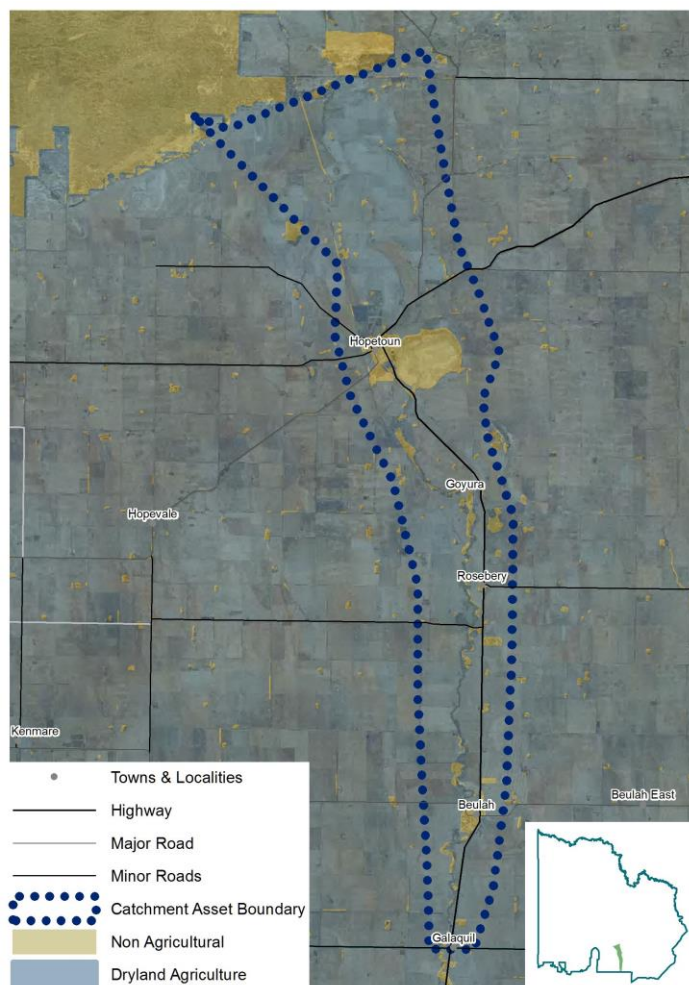 Hopetoun
Goyura
Hopevale
Rosebery
Kenmare
Beulah East
Beulah
Galaquil
Towns & Localities
Highway
Major Road
Minor Roads
Catchment Asset Boundary
Non Agricultural
Dryland Agriculture